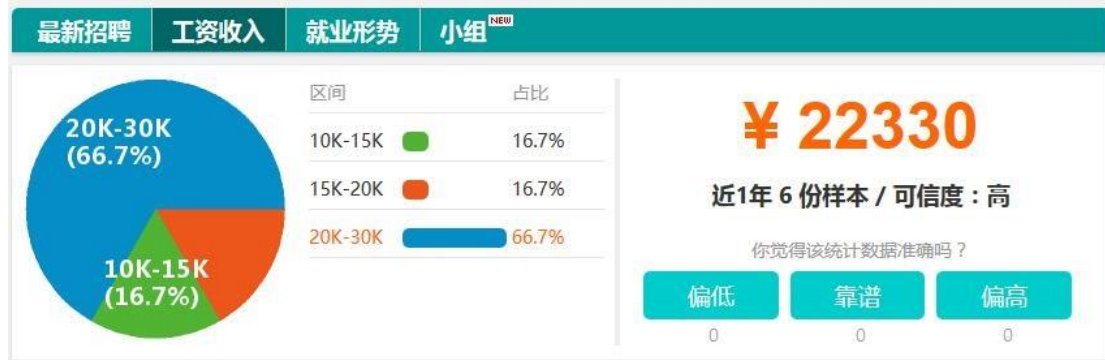 最新招聘 工资收入 就业形势 小组 NEW
20K-30K
(66.7%)
10K-15K
(16.7%)
区间 占比
10K-15K 16.7%
15K-20K 16.7%
20K-30K 66.7%
¥ 22330
近1年 6 份样本 / 可信度：高
你觉得该统计数据准确吗？
偏低 靠谱 偏高
0 0 0